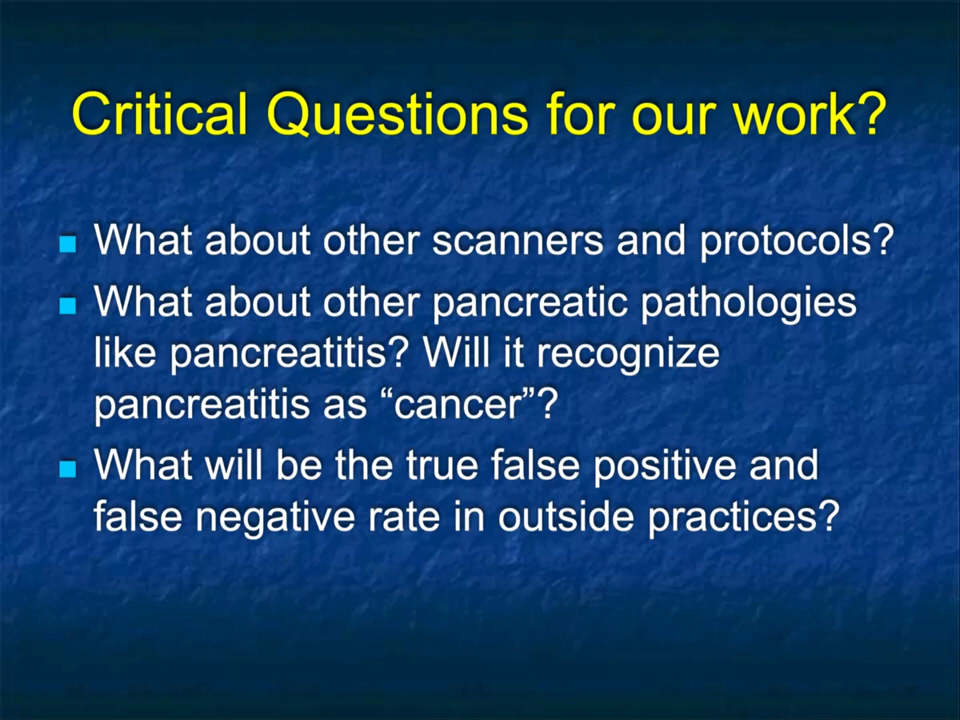 Critical Questions for our work?
What about other scanners and protocols?
What about other pancreatic pathologies
like pancreatitis? Will it recognize
pancreatitis as “cancer”?
What will be the true false positive and
false negative rate in outside practices?